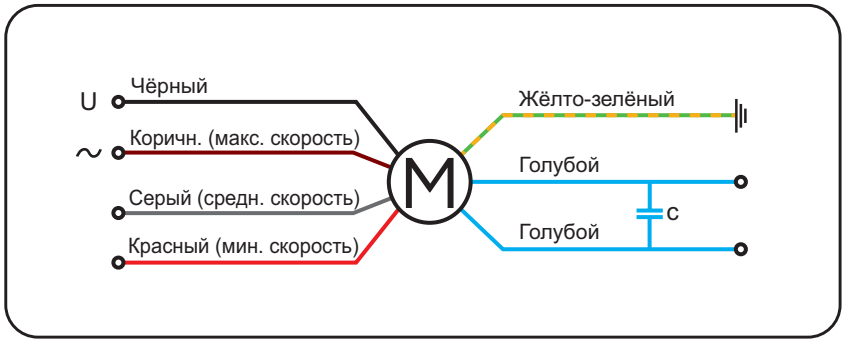 U
Чёрный
~
Коричн. (макс. скорость)
Серый (средн. скорость)
Красный (мин. скорость)
M
Жёлто-зелёный
Голубой
Голубой
C